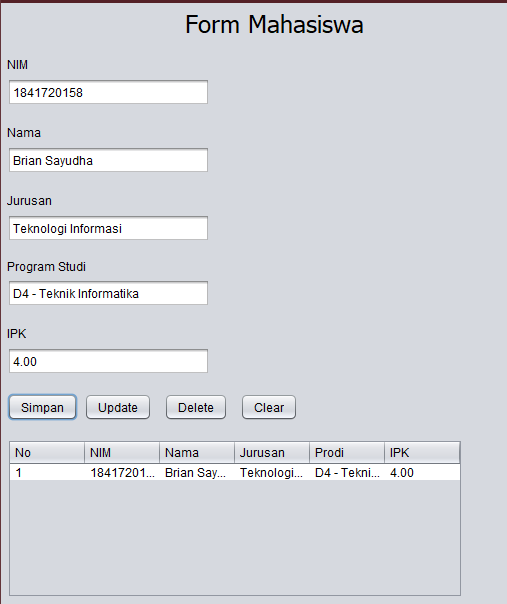 Form Mahasiswa
NIM
1841720158
Nama
Brian Sayudha
Jurusan
Teknologi Informasi
Program Studi
D4 - Teknik Informatika
IPK
4.00
Simpan Update Delete Clear
No NIM Nama Jurusan Prodi IPK
1 18417201... Brian Say... Teknologi... D4 - Tekni... 4.00